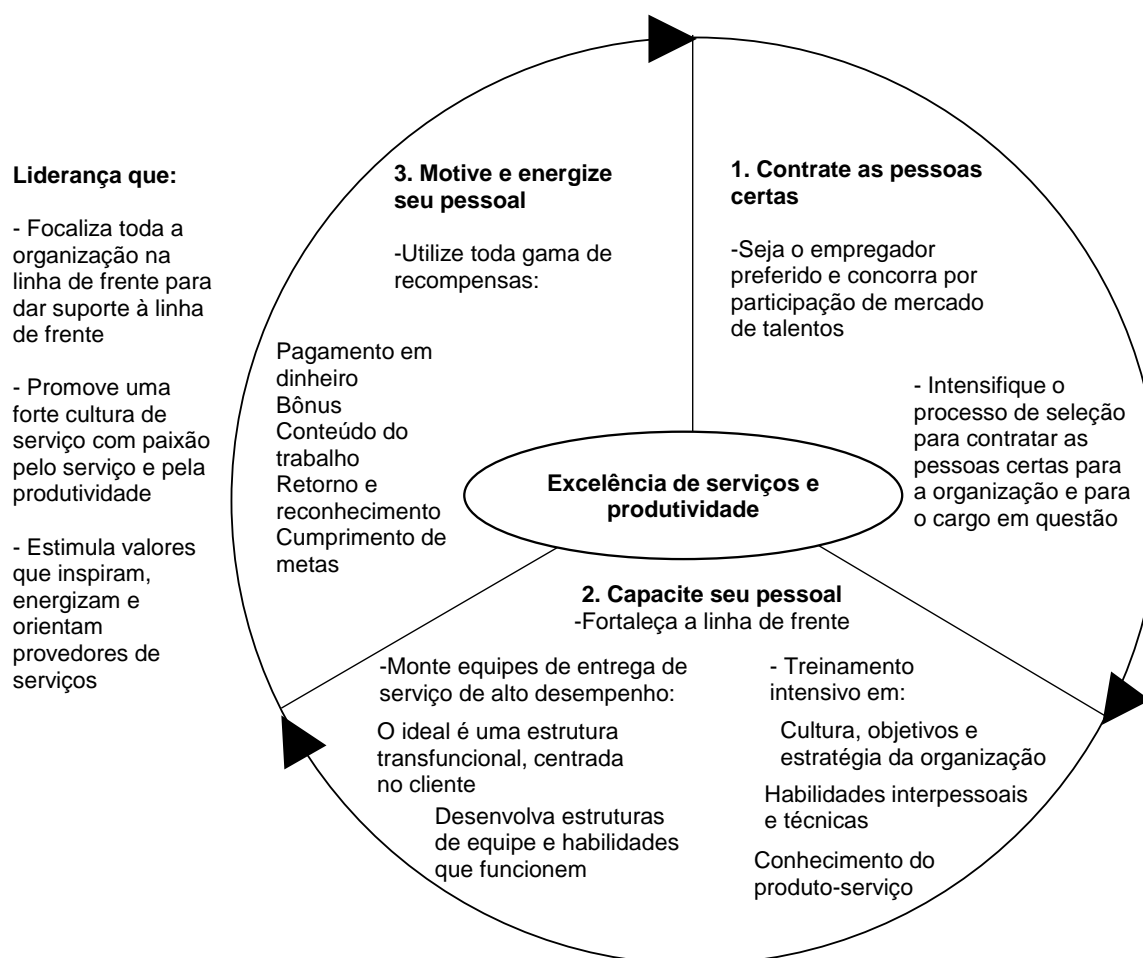 Liderança que:
- Focaliza toda a
organização na
linha de frente para
dar suporte à linha
de frente
- Promove uma
forte cultura de
serviço com paixão
pelo serviço e pela
produtividade
- Estimula valores
que inspiram,
energizam e
orientam
provedores de
serviços
3. Motive e energize
seu pessoal
-Utilize toda gama de
recompensas:
Pagamento em
dinheiro
Bônus
Conteúdo do
trabalho
Retorno e
reconhecimento
Cumprimento de
metas
1. Contrate as pessoas
certas
-Seja o empregador
preferido e concorra por
participação de mercado
de talentos
- Intensifique o
processo de seleção
para contratar as
pessoas certas para
a organização e para
o cargo em questão
Excelência de serviços e
produtividade
2. Capacite seu pessoal
-Fortaleça a linha de frente
-Monte equipes de entrega de
serviço de alto desempenho:
O ideal é uma estrutura
transfuncional, centrada
no cliente
Desenvolva estruturas
de equipe e habilidades
que funcionem
- Treinamento
intensivo em:
Cultura, objetivos e
estratégia da organização
Habilidades interpessoais
e técnicas
Conhecimento do
produto-serviço